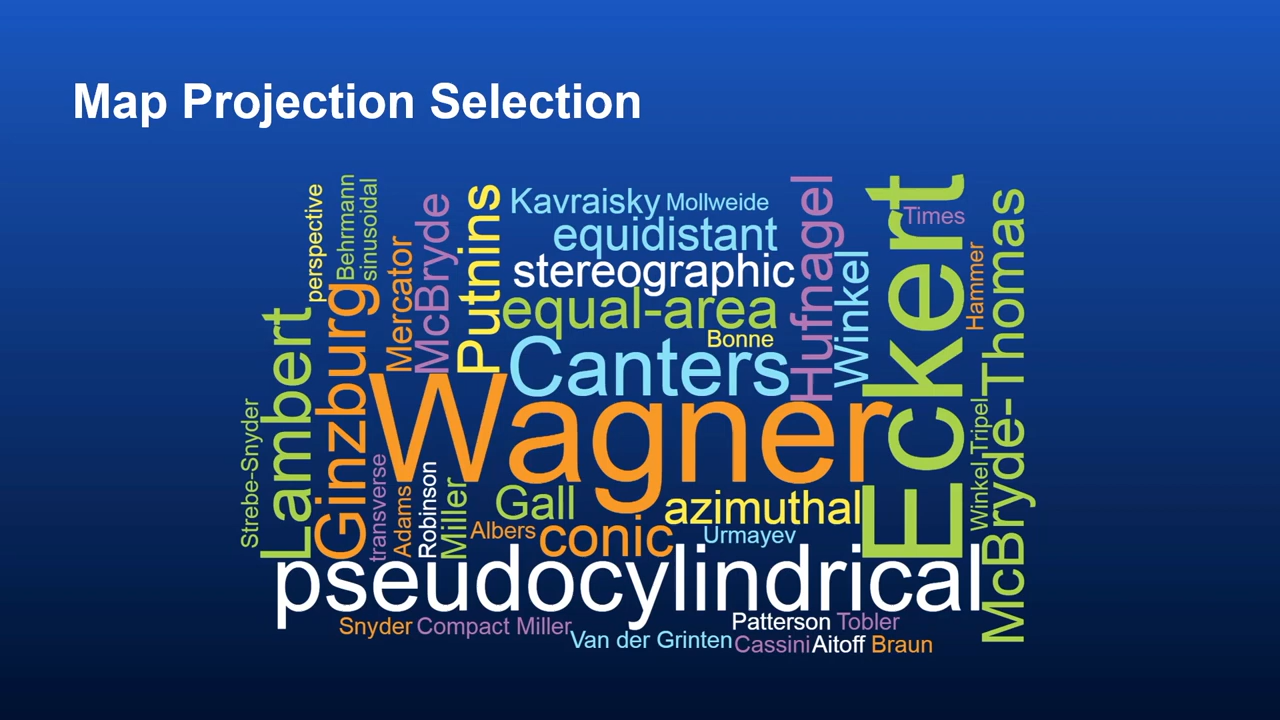 Map Projection Selection
perspective
Behrmann
sinusoidal
Mercator
McBryde
Putnins
Kavraisky
Mollweide
equidistant
stereographic
equal-area
Bonne
Canters
Hufnagel
Winkel
Eckert
Times
Hammer
McBryde-Thomas
Winkel Tripel
Strebe-Snyder
Lambert
Ginzburg
Wagner
transverse
Adams
Robinson
Miller
Gall
azimuthal
Albers
conic
Urmayev
pseudocylindrical
Snyder
Compact Miller
Van der Grinten
Patterson
Tobler
Cassini
Aitoff
Braun